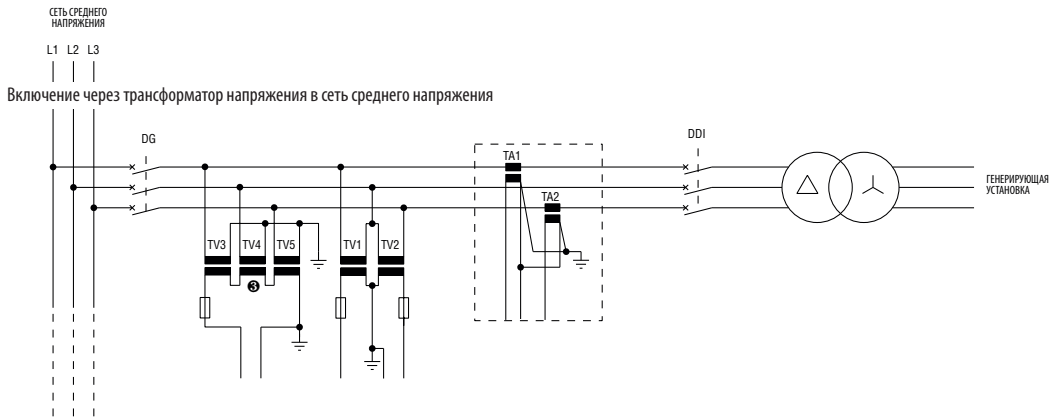 СЕТЬ СРЕДНЕГО
НАПРЯЖЕНИЯ
L1 L2 L3
Включение через трансформатор напряжения в сеть среднего напряжения
DG
TA1
DDI
ГЕНЕРИРУЮЩАЯ
УСТАНОВКА
TA2
TV3 TV4 TV5 TV1 TV2
3